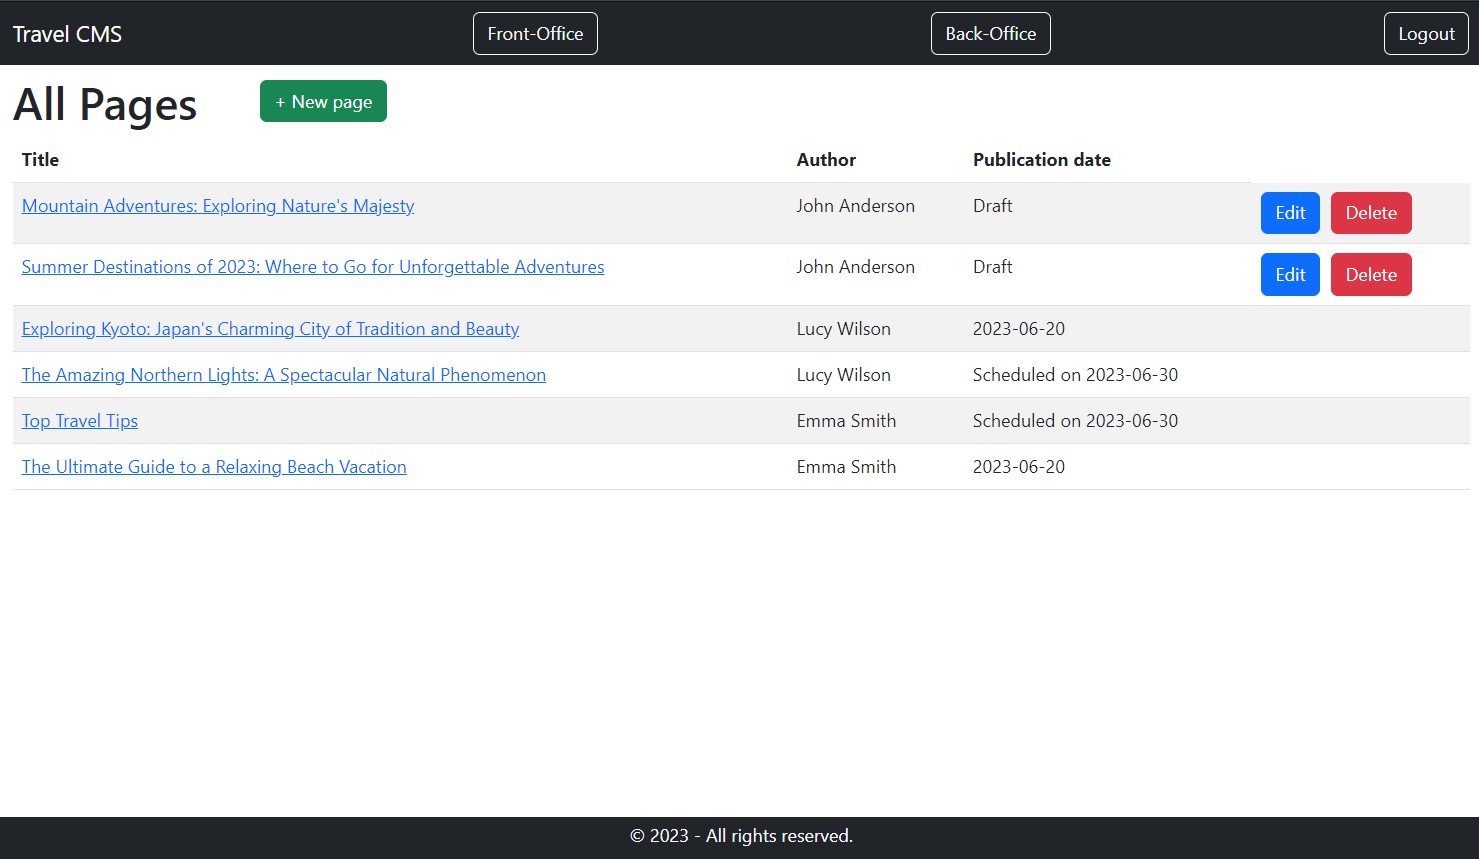 Travel CMS Front-Office Back-Office Logout
All Pages + New page
Title Author Publication date
Mountain Adventures: Exploring Nature's Majesty John Anderson Draft Edit Delete
Summer Destinations of 2023: Where to Go for Unforgettable Adventures John Anderson Draft Edit Delete
Exploring Kyoto: Japan's Charming City of Tradition and Beauty Lucy Wilson 2023-06-20
The Amazing Northern Lights: A Spectacular Natural Phenomenon Lucy Wilson Scheduled on 2023-06-30
Top Travel Tips Emma Smith Scheduled on 2023-06-30
The Ultimate Guide to a Relaxing Beach Vacation Emma Smith 2023-06-20
© 2023 - All rights reserved.